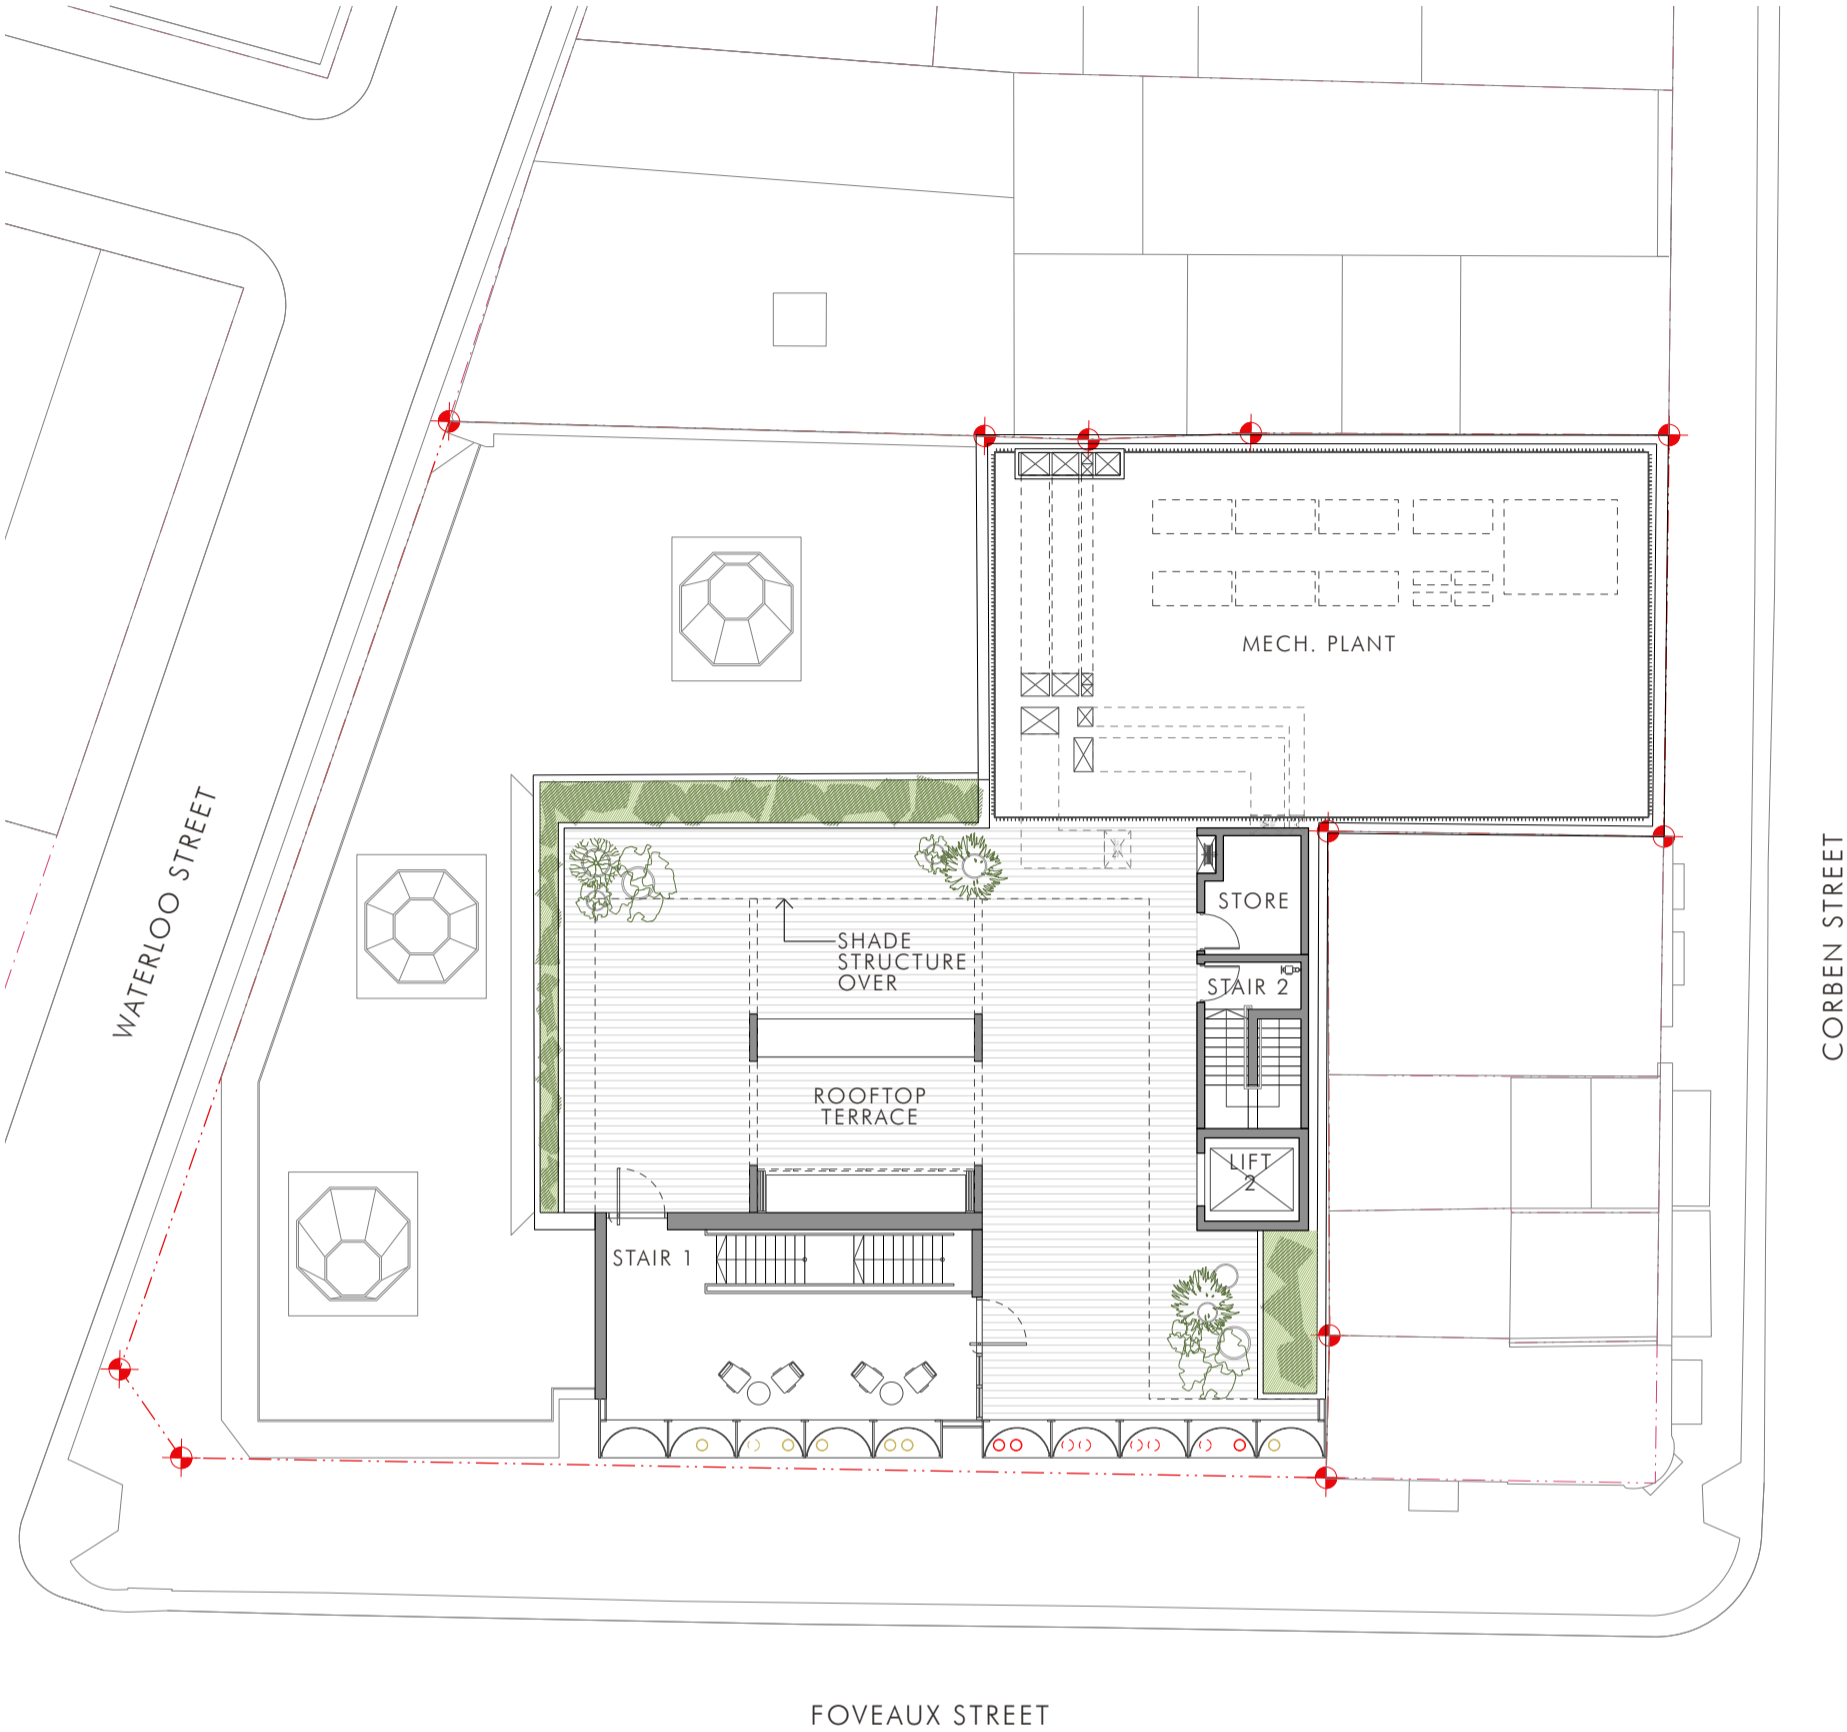 MECH. PLANT
WATERLOO STREET
CORBEN STREET
STORE
SHADE
STRUCTURE
OVER
STAIR 2
ROOFTOP
TERRACE
LIFT
2
STAIR 1
FOVEAUX STREET